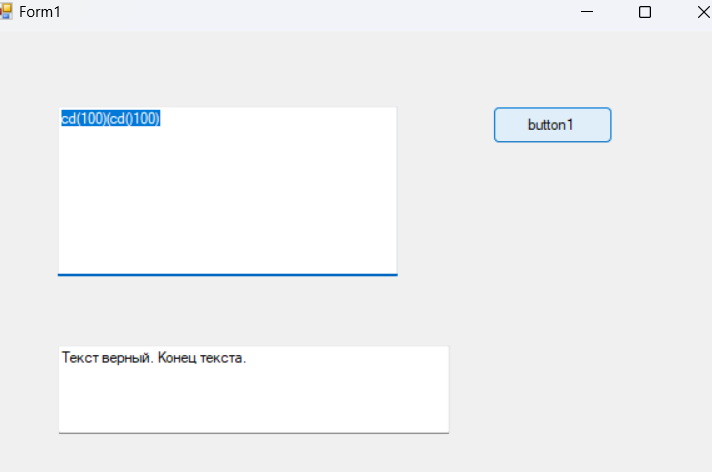 Form1
cd(100)(cd()100)
button1
Текст верный. Конец текста.